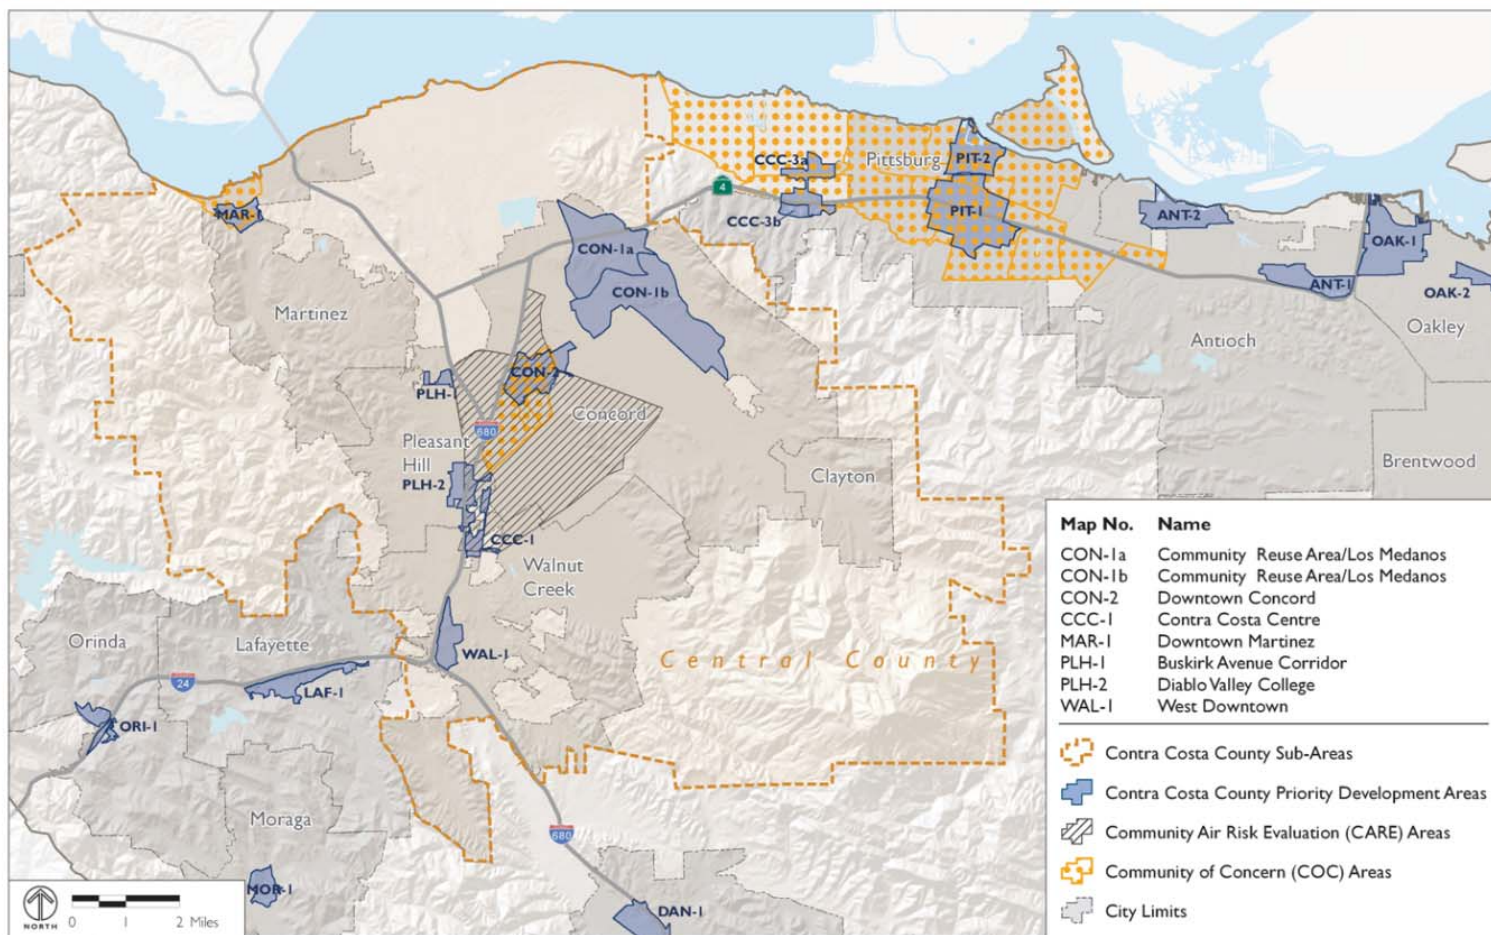 CCC-3a
Pittsburg
PIT-2
4
MAR-1
CCC-3b
PIT-1
ANT-2
OAK-1
CON-1a
CON-1b
ANT-1
OAK-2
Martinez
Oakley
Antioch
CON-2
PLH-1
Concord
680
Pleasant
Hill
Clayton
Brentwood
PLH-2
CCC-1
Walnut
Creek
Orinda
Lafayette
WAL-1
Central County
24
LAF-1
ORI-1
Moraga
680
MOR-1
DAN-1
NORTH
0 1 2 Miles
Map No. Name
CON-1a Community Reuse Area/Los Medanos
CON-1b Community Reuse Area/Los Medanos
CON-2 Downtown Concord
CCC-1 Contra Costa Centre
MAR-1 Downtown Martinez
PLH-1 Buskirk Avenue Corridor
PLH-2 Diablo Valley College
WAL-1 West Downtown
Contra Costa County Sub-Areas
Contra Costa County Priority Development Areas
Community Air Risk Evaluation (CARE) Areas
Community of Concern (COC) Areas
City Limits